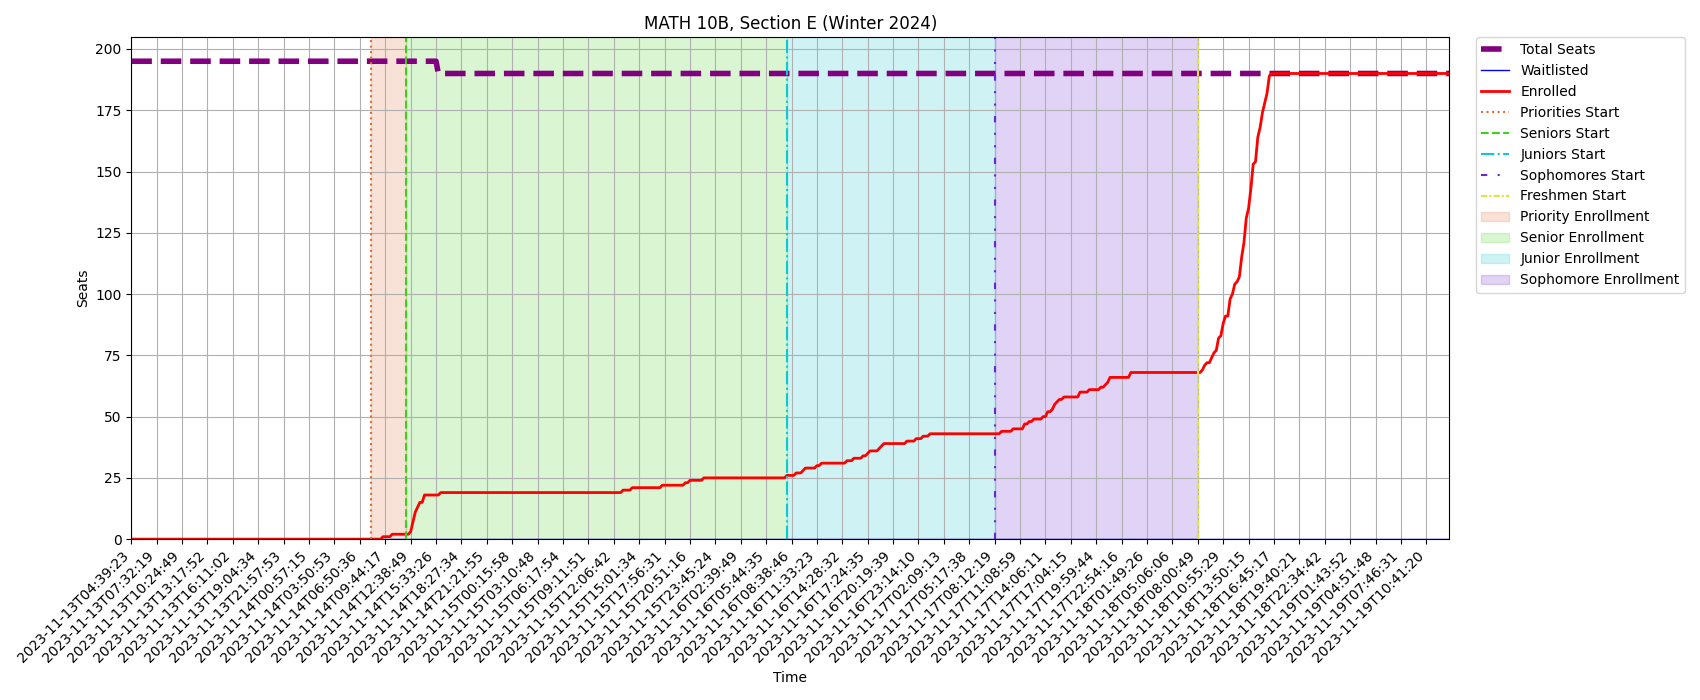 MATH 10B, Section E (Winter 2024)
Seats
200
175
150
125
100
75
50
25
0
2023-11-13T04:39:23
2023-11-13T07:32:19
2023-11-13T10:24:49
2023-11-13T13:17:52
2023-11-13T16:11:02
2023-11-13T19:04:34
2023-11-13T21:57:53
2023-11-14T00:57:15
2023-11-14T03:50:53
2023-11-14T06:50:36
2023-11-14T09:44:17
2023-11-14T12:38:49
2023-11-14T15:33:26
2023-11-14T18:27:34
2023-11-14T21:21:55
2023-11-15T00:15:58
2023-11-15T03:10:48
2023-11-15T06:17:54
2023-11-15T09:11:51
2023-11-15T12:06:42
2023-11-15T15:01:34
2023-11-15T17:56:31
2023-11-15T20:51:16
2023-11-15T23:45:24
2023-11-16T02:39:49
2023-11-16T05:44:35
2023-11-16T08:38:46
2023-11-16T11:33:23
2023-11-16T14:28:32
2023-11-16T17:24:35
2023-11-16T20:19:39
2023-11-16T23:14:10
2023-11-17T02:09:13
2023-11-17T05:17:38
2023-11-17T08:12:19
2023-11-17T11:08:59
2023-11-17T14:06:11
2023-11-17T17:04:15
2023-11-17T19:59:44
2023-11-17T22:54:16
2023-11-18T01:49:26
2023-11-18T05:06:06
2023-11-18T08:00:49
2023-11-18T10:55:29
2023-11-18T13:50:15
2023-11-18T16:45:17
2023-11-18T19:40:21
2023-11-18T22:34:42
2023-11-19T01:43:52
2023-11-19T04:51:48
2023-11-19T07:46:31
2023-11-19T10:41:20
Time
Total Seats
Waitlisted
Enrolled
Priorities Start
Seniors Start
Juniors Start
Sophomores Start
Freshmen Start
Priority Enrollment
Senior Enrollment
Junior Enrollment
Sophomore Enrollment